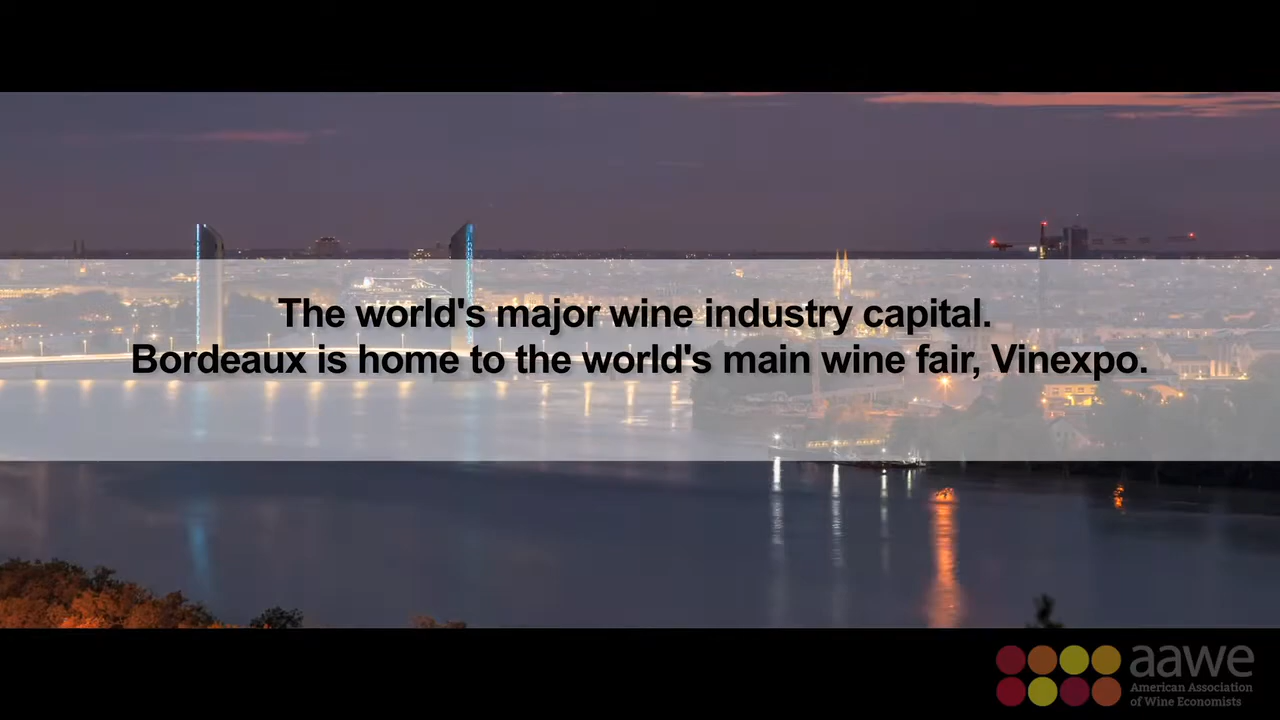 The world's major wine industry capital.
Bordeaux is home to the world's main wine fair, Vinexpo.
aawe
American Association
of Wine Economists